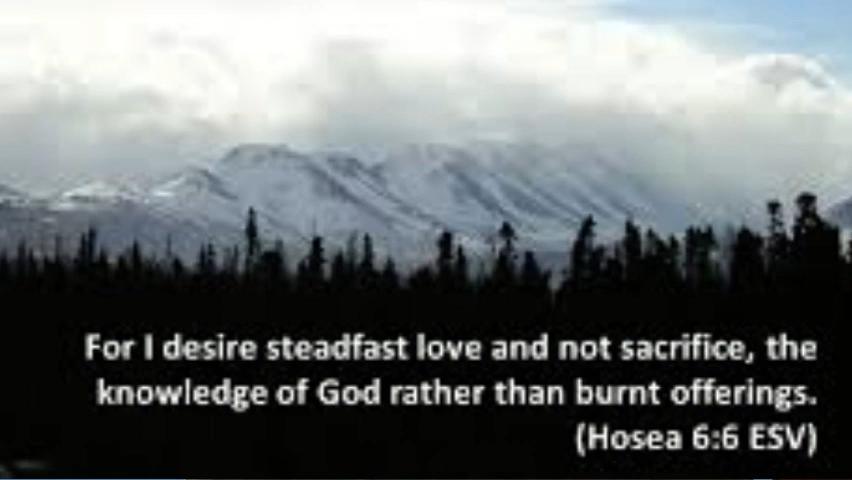 For I desire steadfast love and not sacrifice, the
knowledge of God rather than burnt offerings.
(Hosea 6:6 ESV)